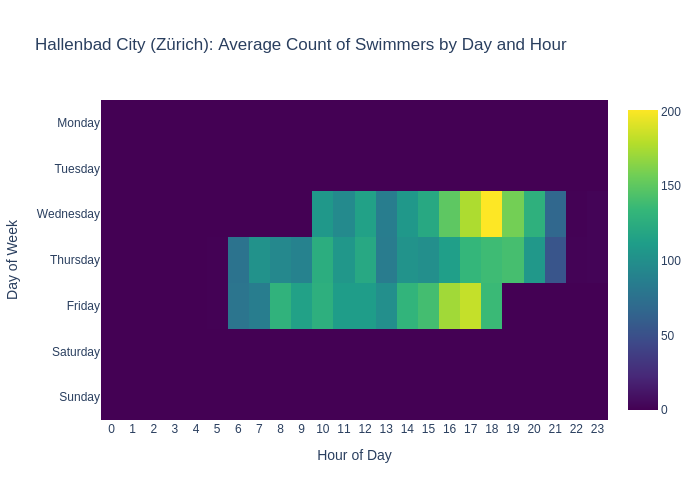 Hallenbad City (Zürich): Average Count of Swimmers by Day and Hour
Day of Week
Monday
Tuesday
Wednesday
Thursday
Friday
Saturday
Sunday
0 1 2 3 4 5 6 7 8 9 10 11 12 13 14 15 16 17 18 19 20 21 22 23
Hour of Day
200
150
100
50
0